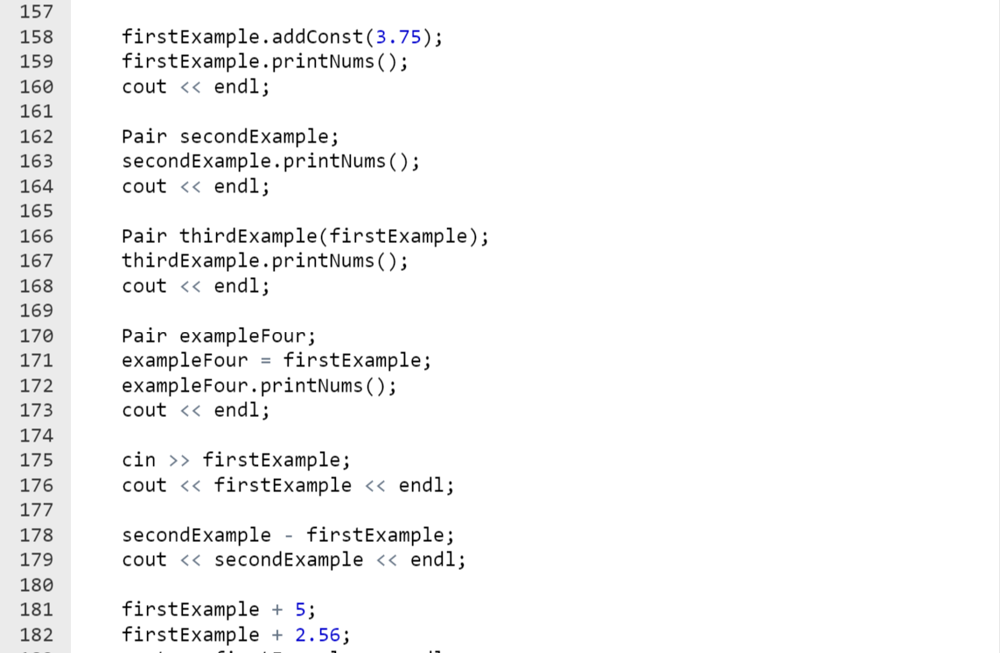 157
158 firstExample.addConst(3.75);
159 firstExample.printNums();
160 cout << endl;
161
162 Pair secondExample;
163 secondExample.printNums();
164 cout << endl;
165
166 Pair thirdExample(firstExample);
167 thirdExample.printNums();
168 cout << endl;
169
170 Pair exampleFour;
171 exampleFour = firstExample;
172 exampleFour.printNums();
173 cout << endl;
174
175 cin >> firstExample;
176 cout << firstExample << endl;
177
178 secondExample - firstExample;
179 cout << secondExample << endl;
180
181 firstExample + 5;
182 firstExample + 2.56;